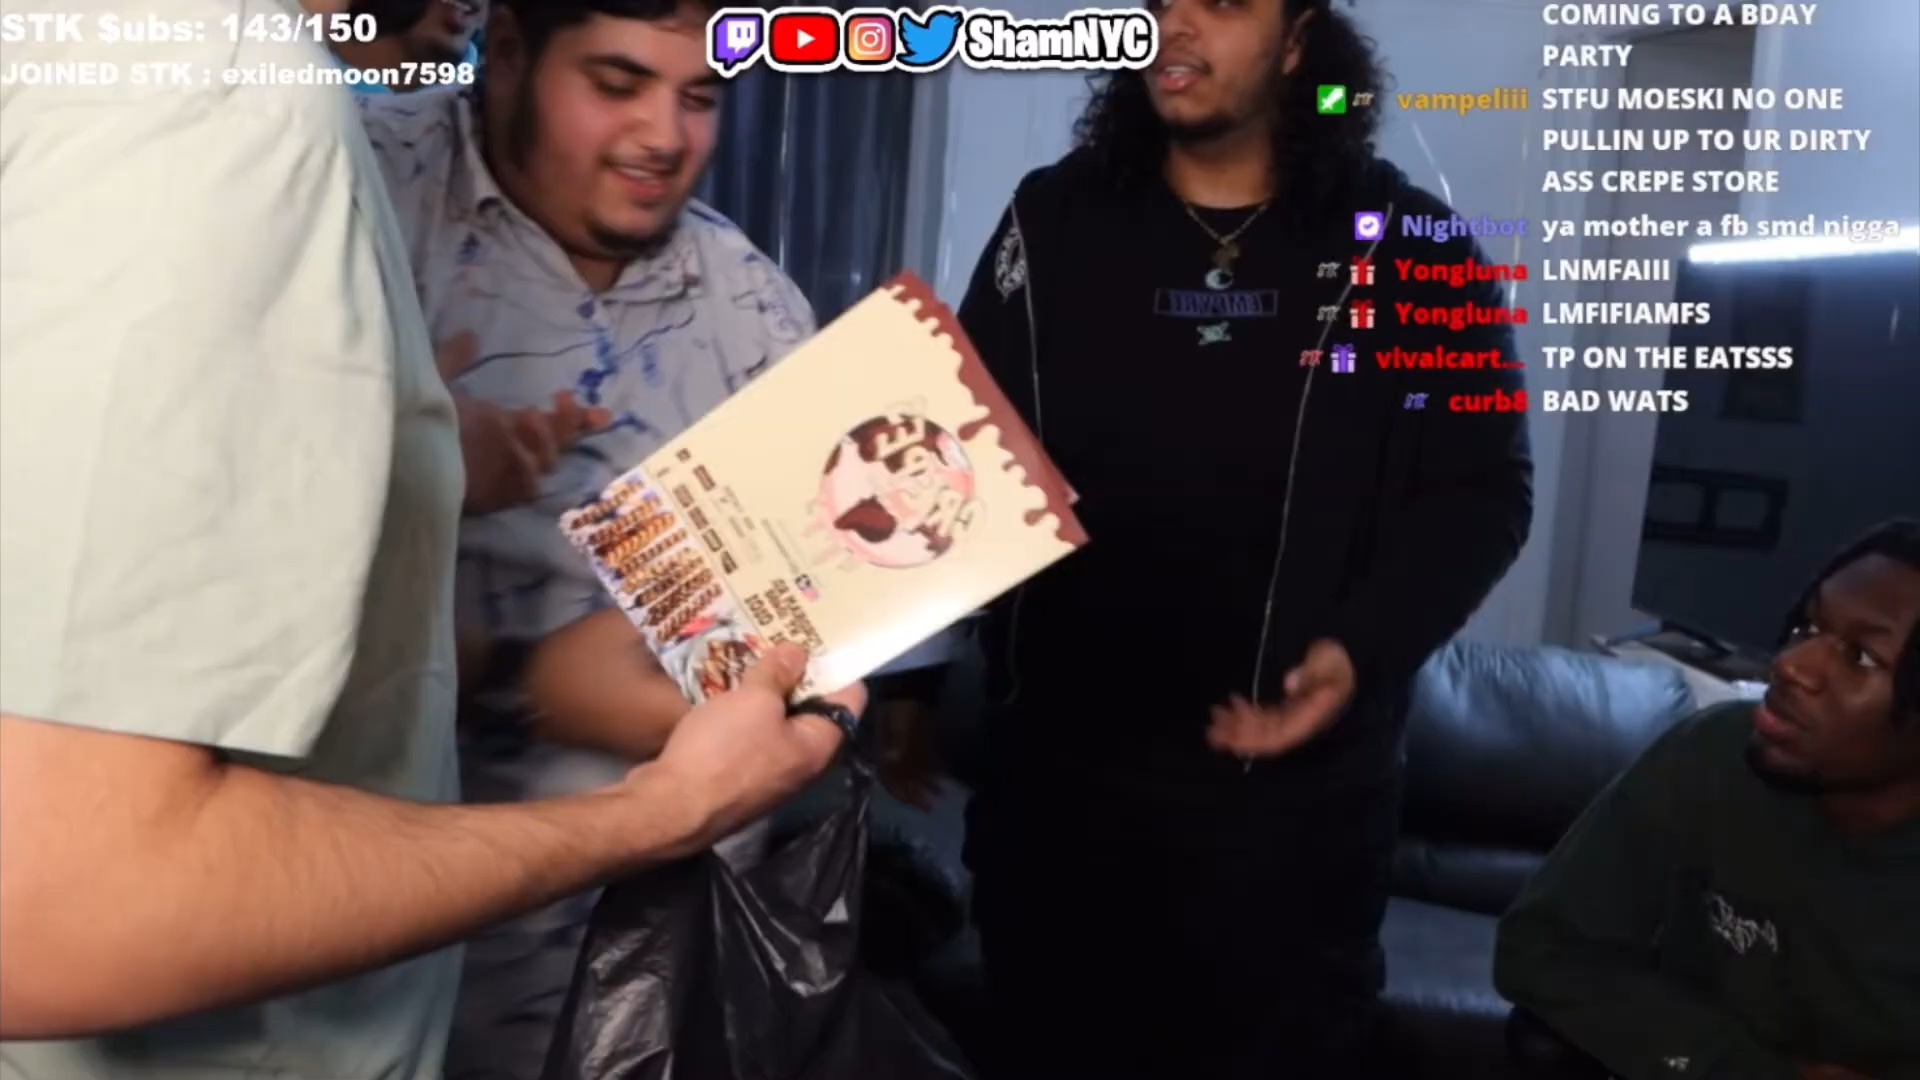 STK $ubs: 143/150
JOINED STK : exiledmoon7598
ShamNYC
COMING TO A BDAY
PARTY
vampeliii STFU MOESKI NO ONE
PULLIN UP TO UR DIRTY
ASS CREPE STORE
Nightbot ya mother a fb smd nigga
Yongluna LNMFAIII
Yongluna LMFIFIAMFS
vivalcart... TP ON THE EATSSS
curb8 BAD WATS